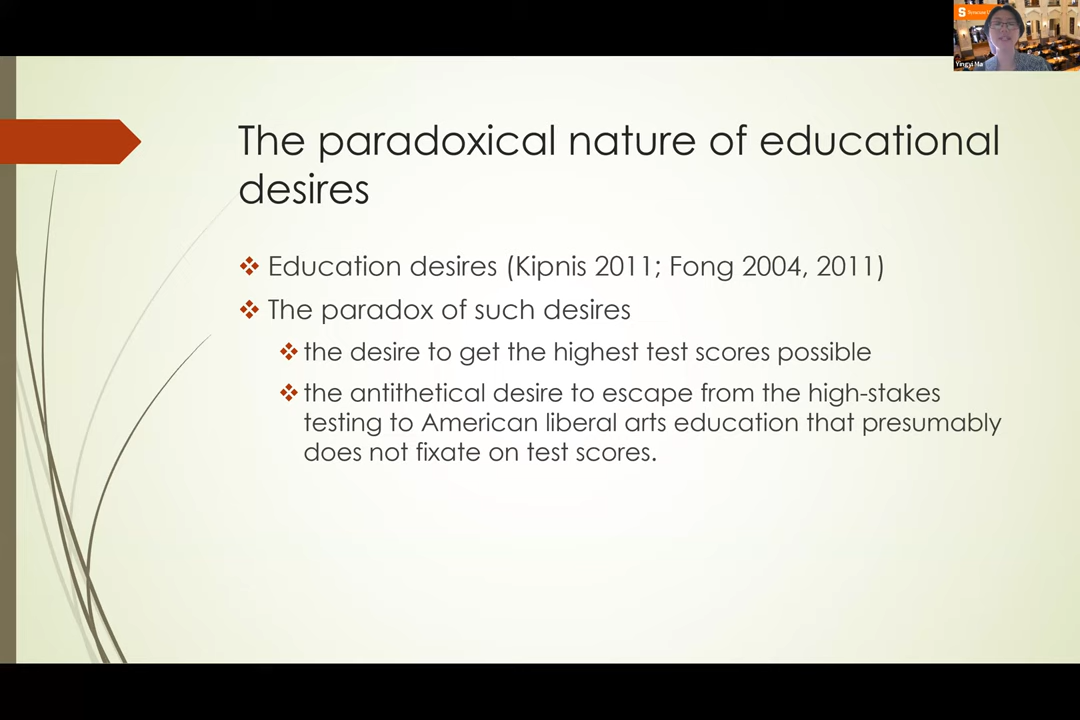 Yingyi Ma
The paradoxical nature of educational
desires
Education desires (Kipnis 2011; Fong 2004, 2011)
The paradox of such desires
the desire to get the highest test scores possible
the antithetical desire to escape from the high-stakes
testing to American liberal arts education that presumably
does not fixate on test scores.